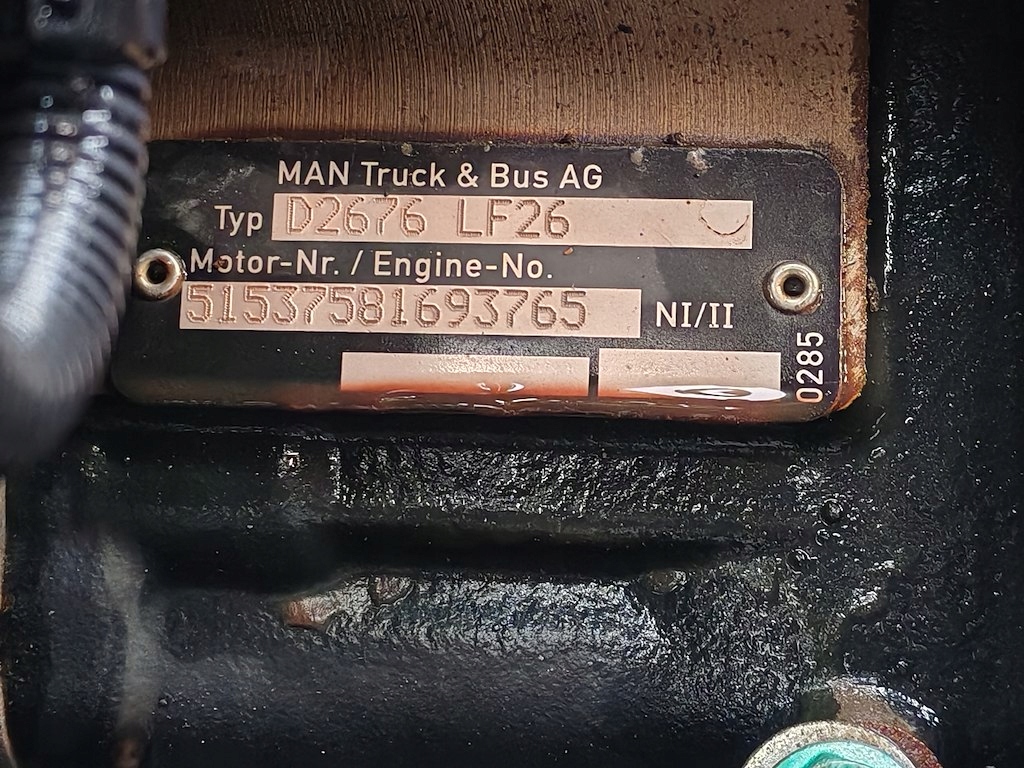 MAN Truck & Bus AG
Typ D2676 LF26
Motor-Nr. / Engine-No.
51537581693765 NI/II
0285